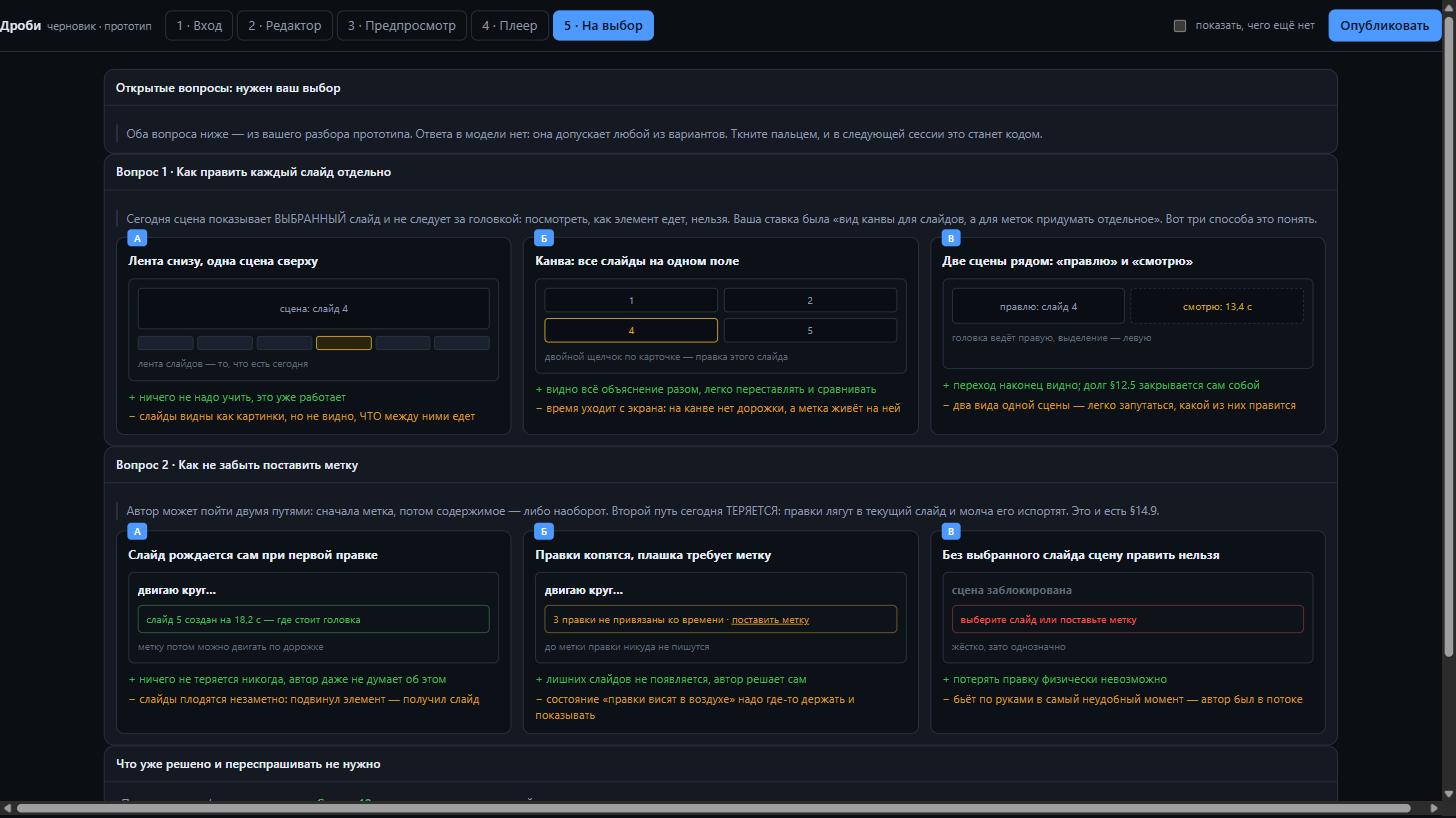 Дроби черновик · прототип 1 · Вход 2 · Редактор 3 · Предпросмотр 4 · Плеер 5 · На выбор показать, чего ещё нет Опубликовать
Открытые вопросы: нужен ваш выбор
Оба вопроса ниже — из вашего разбора прототипа. Ответа в модели нет: она допускает любой из вариантов. Ткните пальцем, и в следующей сессии это станет кодом.
Вопрос 1 · Как править каждый слайд отдельно
Сегодня сцена показывает ВЫБРАННЫЙ слайд и не следует за головкой: посмотреть, как элемент едет, нельзя. Ваша ставка была «вид канвы для слайдов, а для меток придумать отдельное». Вот три способа это понять.
А
Лента снизу, одна сцена сверху
сцена: слайд 4
лента слайдов — то, что есть сегодня
+ ничего не надо учить, это уже работает
− слайды видны как картинки, но не видно, ЧТО между ними едет
Б
Канва: все слайды на одном поле
1 2
4 5
двойной щелчок по карточке — правка этого слайда
+ видно всё объяснение разом, легко переставлять и сравнивать
− время уходит с экрана: на канве нет дорожки, а метка живёт на ней
В
Две сцены рядом: «правлю» и «смотрю»
правлю: слайд 4 смотрю: 13,4 с
головка ведёт правую, выделение — левую
+ переход наконец видно; долг §12.5 закрывается сам собой
− два вида одной сцены — легко запутаться, какой из них правится
Вопрос 2 · Как не забыть поставить метку
Автор может пойти двумя путями: сначала метка, потом содержимое — либо наоборот. Второй путь сегодня ТЕРЯЕТСЯ: правки лягут в текущий слайд и молча его испортят. Это и есть §14.9.
А
Слайд рождается сам при первой правке
двигаю круг…
слайд 5 создан на 18,2 с — где стоит головка
метку потом можно двигать по дорожке
+ ничего не теряется никогда, автор даже не думает об этом
− слайды плодятся незаметно: подвинул элемент — получил слайд
Б
Правки копятся, плашка требует метку
двигаю круг…
3 правки не привязаны ко времени · поставить метку
до метки правки никуда не пишутся
+ лишних слайдов не появляется, автор решает сам
− состояние «правки висят в воздухе» надо где-то держать и
показывать
В
Без выбранного слайда сцену править нельзя
сцена заблокирована
выберите слайд или поставьте метку
жёстко, зато однозначно
+ потерять правку физически невозможно
− бьёт по рукам в самый неудобный момент — автор был в потоке
Что уже решено и переспрашивать не нужно